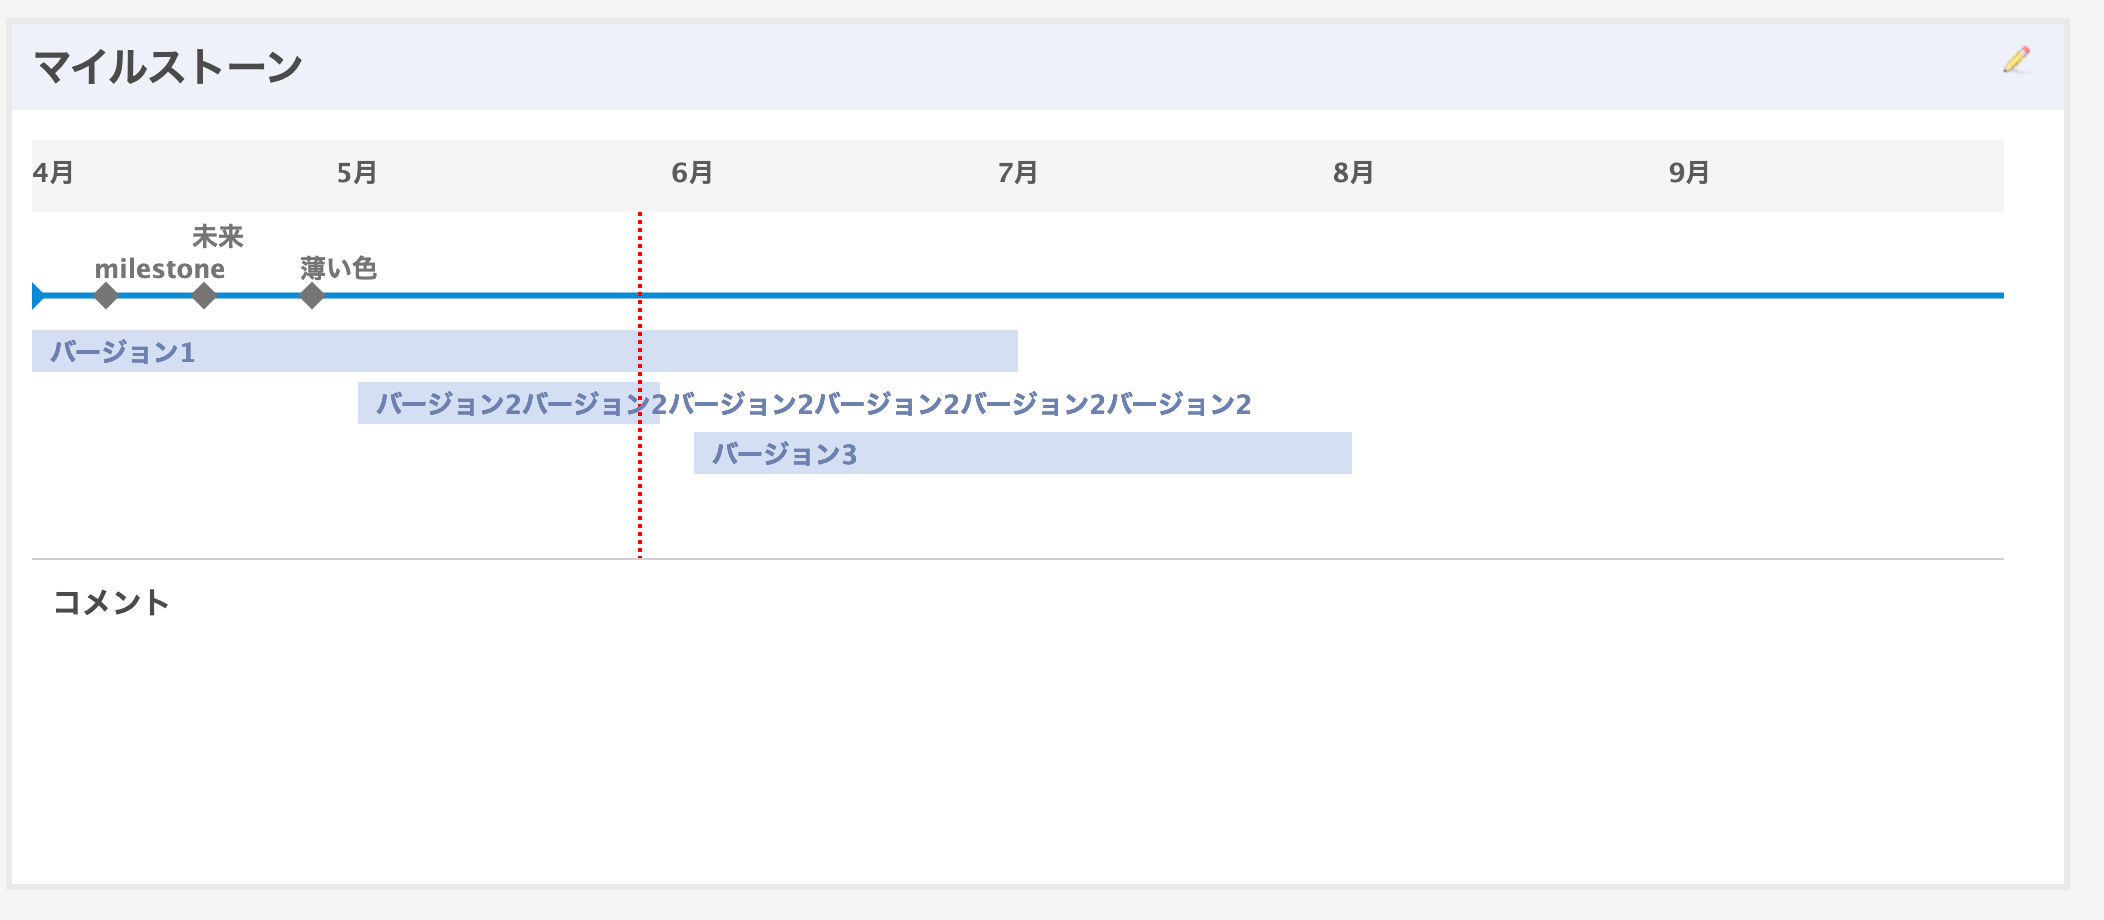 マイルストーン
4月 5月 6月 7月 8月 9月
未来
milestone 薄い色
バージョン1
バージョン2バージョン2バージョン2バージョン2バージョン2バージョン2
バージョン3
コメント